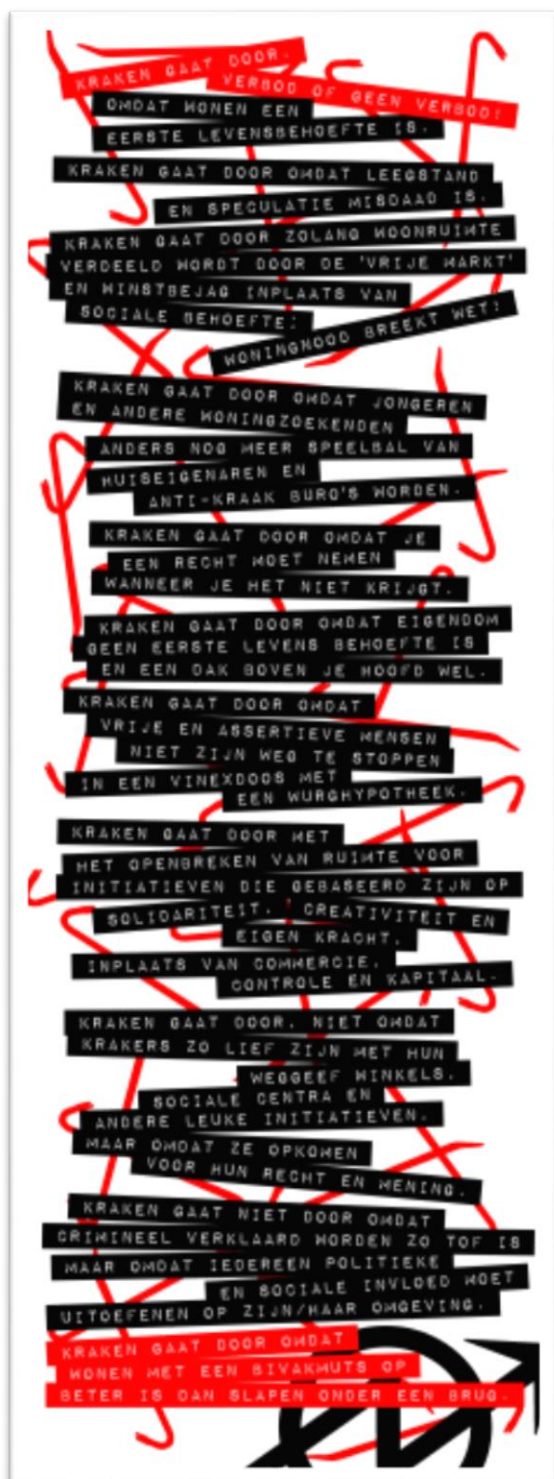 KRAKEN GAAT DOOR.
VERBOD OF GEEN VERBOD!
OMDAT WONEN EEN
EERSTE LEVENSBEHOEFTE IS.
KRAKEN GAAT DOOR OMDAT LEEGSTAND
EN SPECULATIE MISDAAD IS.
KRAKEN GAAT DOOR ZOLANG WOONRUIMTE
VERDEELD WORDT DOOR DE 'VRIJE MARKT'
EN WINSTBEJAG INPLAATS VAN
SOCIALE BEHOEFTE:
WONINGNOOD BREEKT WET!
KRAKEN GAAT DOOR OMDAT JONGEREN
EN ANDERE WONINGZOEKENDEN
ANDERS NOG MEER SPEELBAL VAN
HUISEIGENAREN EN
ANTI-KRAAK BURO'S WORDEN.
KRAKEN GAAT DOOR OMDAT JE
EEN RECHT MOET NEMEN
WANNEER JE HET NIET KRIJGT.
KRAKEN GAAT DOOR OMDAT EIGENDOM
GEEN EERSTE LEVENS BEHOEFTE IS
EN EEN DAK BOVEN JE HOOFD WEL.
KRAKEN GAAT DOOR OMDAT
VRIJE EN ASSERTIEVE MENSEN
NIET ZIJN WEG TE STOPPEN
IN EEN VINEXDOOS MET
EEN WURGHYPOTHEEK.
KRAKEN GAAT DOOR MET
HET OPENBREKEN VAN RUIMTE VOOR
INITIATIEVEN DIE GEBASEERD ZIJN OP
SOLIDARITEIT, CREATIVITEIT EN
EIGEN KRACHT,
INPLAATS VAN COMMERCIE,
CONTROLE EN KAPITAAL.
KRAKEN GAAT DOOR, NIET OMDAT
KRAKERS ZO LIEF ZIJN MET HUN
WEGGEEF WINKELS,
SOCIALE CENTRA EN
ANDERE LEUKE INITIATIEVEN,
MAAR OMDAT ZE OPKOMEN
VOOR HUN RECHT EN MENING.
KRAKEN GAAT NIET DOOR OMDAT
CRIMINEEL VERKLAARD WORDEN ZO TOF IS
MAAR OMDAT IEDEREEN POLITIEKE
EN SOCIALE INVLOED MOET
UITOEFENEN OP ZIJN/HAAR OMGEVING.
KRAKEN GAAT DOOR OMDAT
WONEN MET EEN BIVAKMUTS OP
BETER IS DAN SLAPEN ONDER EEN BRUG.